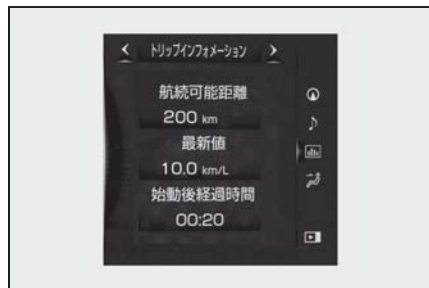 トリップインフォメーション
航続可能距離
200 km
最新値
10.0 km/L
始動後経過時間
00:20